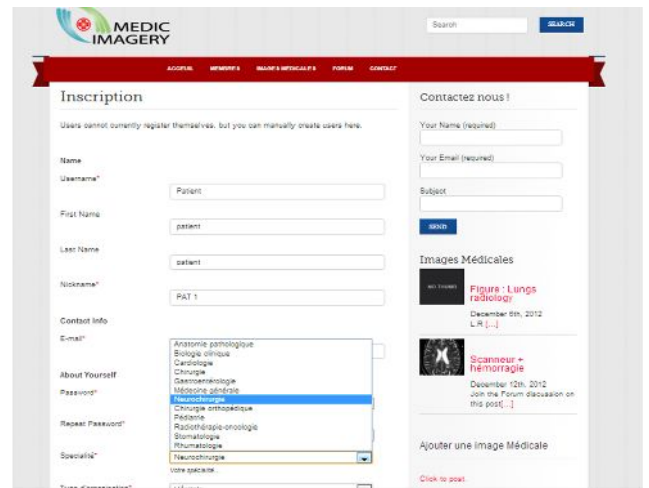 MEDIC
IMAGERY
Search
SEARCH
ACCEUIL MEMBRES IMAGES MÉDICALES FORUM CONTACT
Inscription
Users cannot currently register themselves, but you can manually create users here.
Name
Username*
Patient
First Name
patient
Last Name
patient
Nickname*
PAT 1
Contact Info
E-mail*
About Yourself
Password*
Repeat Password*
Anatomie pathologique
Biologie clinique
Cardiologie
Chirurgie
Gastroentérologie
Médecine générale
Neurochirurgie
Chirurgie orthopédique
Pédiatrie
Radiothérapie-oncologie
Stomatologie
Rhumatologie
Specialité*
Neurochirurgie
Votre spécialité...
Contactez nous !
Your Name (required)
Your Email (required)
Subject
SEND
Images Médicales
NO THUMB
Figure : Lungs
radiology
December 6th, 2012
L.R [...]
Scanneur +
hémorragie
December 12th, 2012
Join the Forum discussion on
this post[...]
Ajouter une image Médicale
Click to post